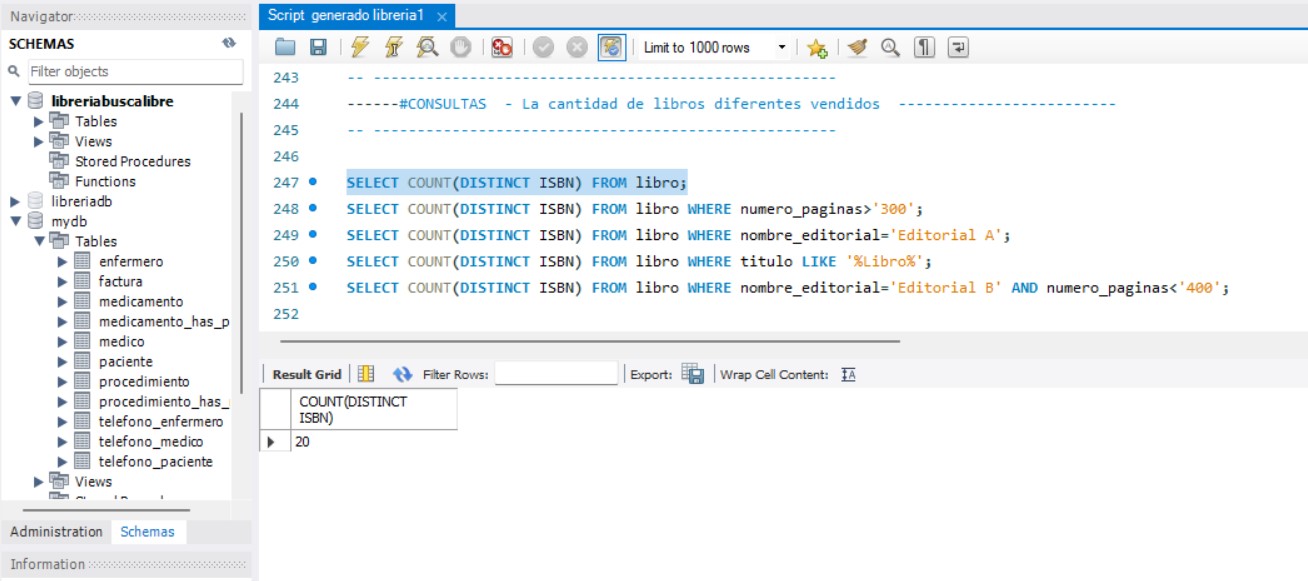 Navigator
SCHEMAS
Filter objects
libreriabuscalibre
Tables
Views
Stored Procedures
Functions
libreriadb
mydb
Tables
enfermero
factura
medicamento
medicamento_has_p
medico
paciente
procedimiento
procedimiento_has_
telefono_enfermero
telefono_medico
telefono_paciente
Views
Administration Schemas
Information
Script generado libreria1
Limit to 1000 rows
243 -- -----------------------------------------------------
244 ------#CONSULTAS - La cantidad de libros diferentes vendidos -------------------------
245 -- -----------------------------------------------------
246
247 SELECT COUNT(DISTINCT ISBN) FROM libro;
248 SELECT COUNT(DISTINCT ISBN) FROM libro WHERE numero_paginas>'300';
249 SELECT COUNT(DISTINCT ISBN) FROM libro WHERE nombre_editorial='Editorial A';
250 SELECT COUNT(DISTINCT ISBN) FROM libro WHERE titulo LIKE '%Libro%';
251 SELECT COUNT(DISTINCT ISBN) FROM libro WHERE nombre_editorial='Editorial B' AND numero_paginas<'400';
252
Result Grid Filter Rows: Export: Wrap Cell Content:
COUNT(DISTINCT
ISBN)
20